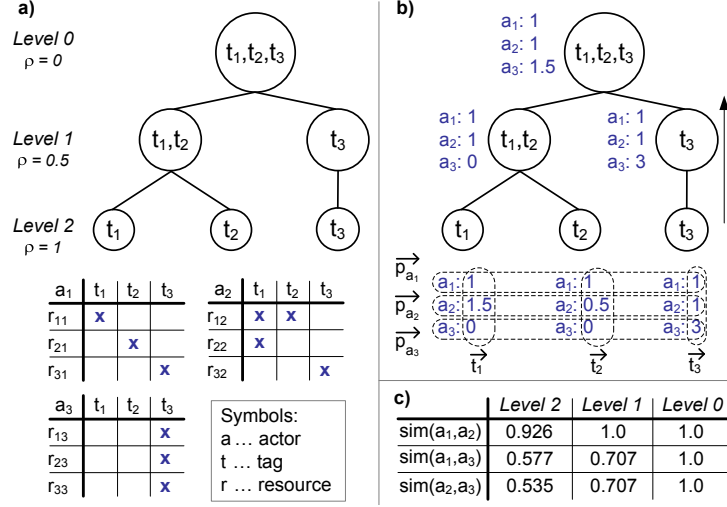 a)
Level 0
ρ = 0
t1,t2,t3
Level 1
ρ = 0.5
t1,t2
t3
Level 2
ρ = 1
t1
t2
t3
a1 t1 t2 t3
r11 x
r21 x
r31 x
a2 t1 t2 t3
r12 x x
r22 x
r32 x
a3 t1 t2 t3
r13 x
r23 x
r33 x
Symbols:
a ... actor
t ... tag
r ... resource
b)
a1: 1
a2: 1
a3: 1.5
t1,t2,t3
a1: 1
a2: 1
a3: 0
t1,t2
a1: 1
a2: 1
a3: 3
t3
t1
t2
t3
pa1
a1: 1 a1: 1 a1: 1
pa2
a2: 1.5 a2: 0.5 a2: 1
pa3
a3: 0 a3: 0 a3: 3
t1 t2 t3
c) Level 2 Level 1 Level 0
sim(a1,a2) 0.926 1.0 1.0
sim(a1,a3) 0.577 0.707 1.0
sim(a2,a3) 0.535 0.707 1.0